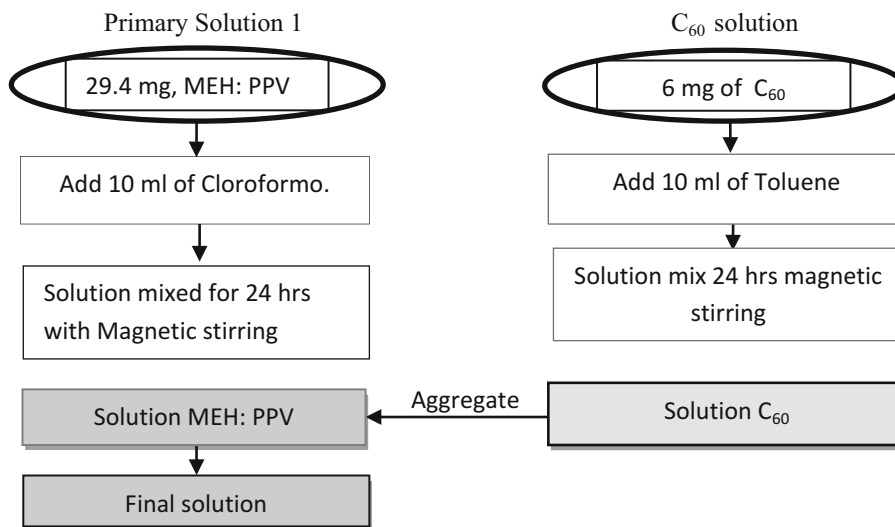 Primary Solution 1
29.4 mg, MEH: PPV
Add 10 ml of Cloroformo.
Solution mixed for 24 hrs
with Magnetic stirring
Solution MEH: PPV
Final solution
Aggregate
C₆₀ solution
6 mg of C₆₀
Add 10 ml of Toluene
Solution mix 24 hrs magnetic
stirring
Solution C₆₀